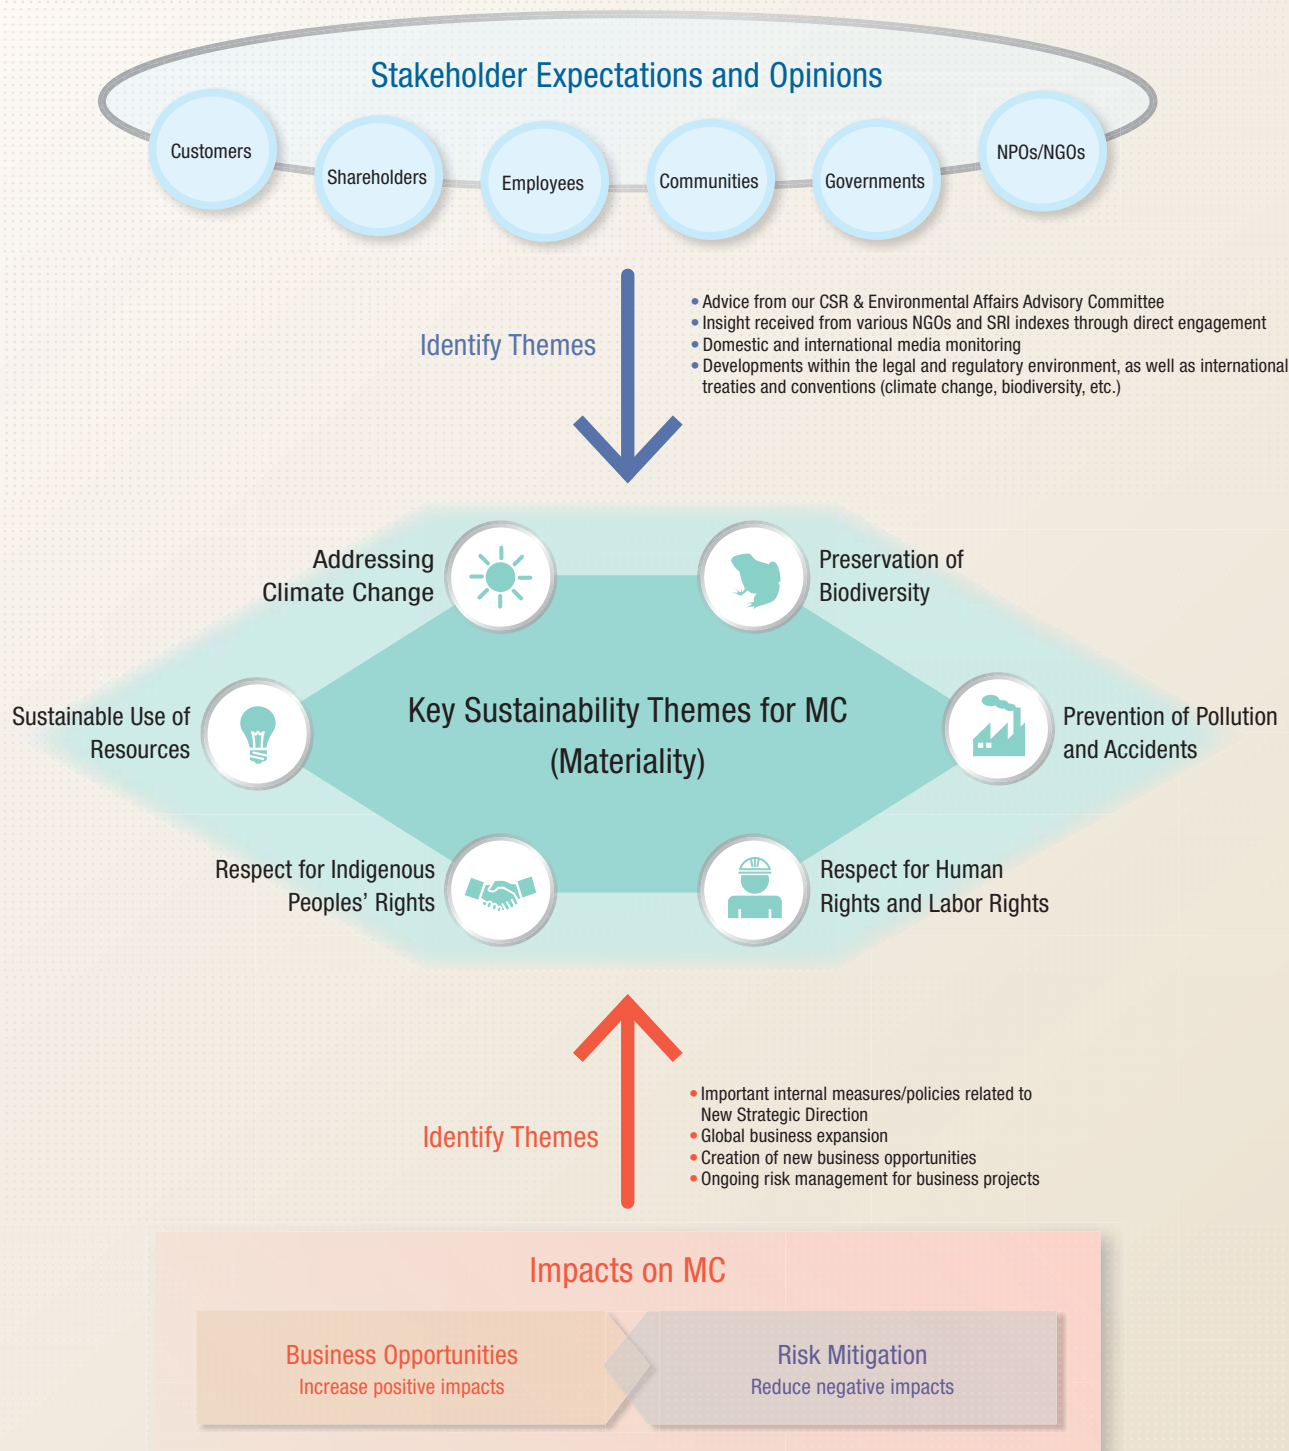 Stakeholder Expectations and Opinions
Customers
Shareholders
Employees
Communities
Governments
NPOs/NGOs
Identify Themes
• Advice from our CSR & Environmental Affairs Advisory Committee
• Insight received from various NGOs and SRI indexes through direct engagement
• Domestic and international media monitoring
• Developments within the legal and regulatory environment, as well as international
treaties and conventions (climate change, biodiversity, etc.)
Addressing
Climate Change
Preservation of
Biodiversity
Sustainable Use of
Resources
Key Sustainability Themes for MC
(Materiality)
Prevention of Pollution
and Accidents
Respect for Indigenous
Peoples’ Rights
Respect for Human
Rights and Labor Rights
Identify Themes
• Important internal measures/policies related to
New Strategic Direction
• Global business expansion
• Creation of new business opportunities
• Ongoing risk management for business projects
Impacts on MC
Business Opportunities
Increase positive impacts
Risk Mitigation
Reduce negative impacts